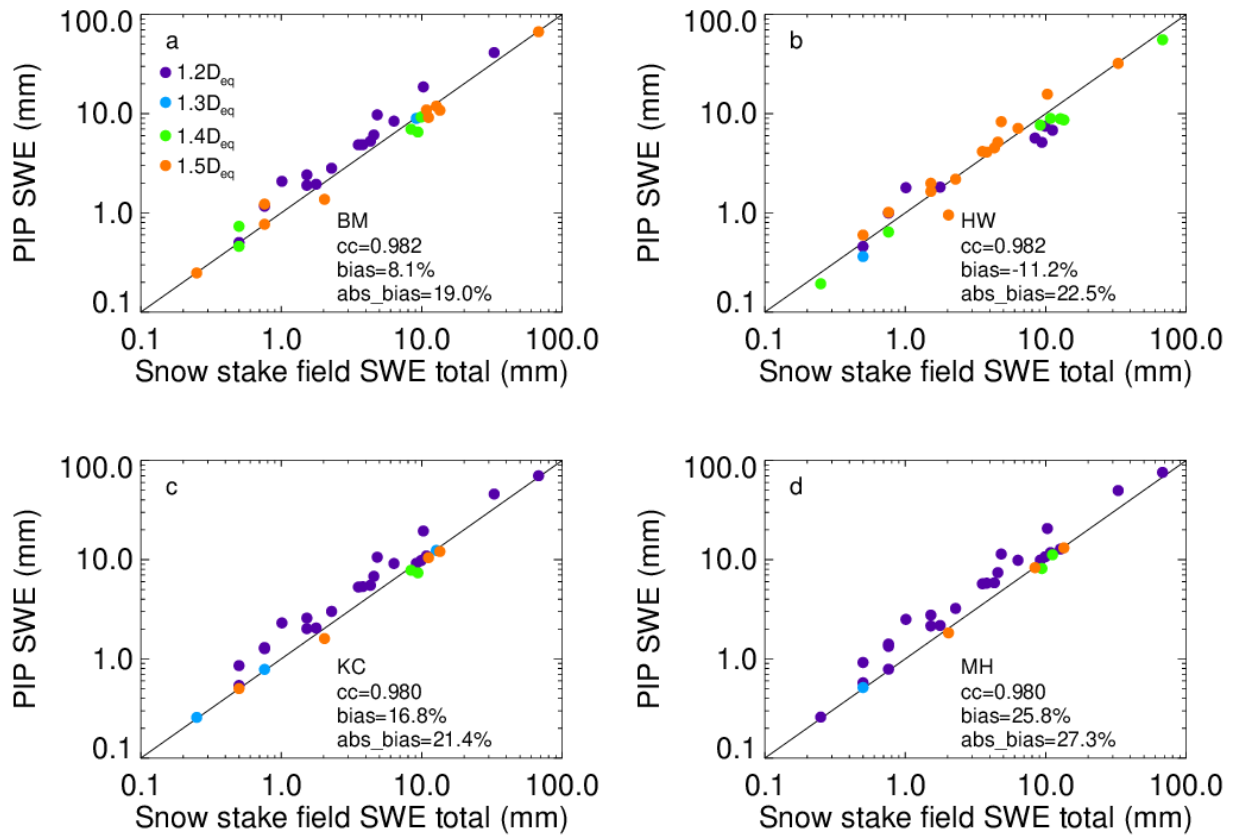 a
1.2D_eq
1.3D_eq
1.4D_eq
1.5D_eq
100.0
10.0
1.0
0.1
PIP SWE (mm)
BM
cc=0.982
bias=8.1%
abs_bias=19.0%
0.1 1.0 10.0 100.0
Snow stake field SWE total (mm)
b
100.0
10.0
1.0
0.1
PIP SWE (mm)
HW
cc=0.982
bias=-11.2%
abs_bias=22.5%
0.1 1.0 10.0 100.0
Snow stake field SWE total (mm)
c
100.0
10.0
1.0
0.1
PIP SWE (mm)
KC
cc=0.980
bias=16.8%
abs_bias=21.4%
0.1 1.0 10.0 100.0
Snow stake field SWE total (mm)
d
100.0
10.0
1.0
0.1
PIP SWE (mm)
MH
cc=0.980
bias=25.8%
abs_bias=27.3%
0.1 1.0 10.0 100.0
Snow stake field SWE total (mm)